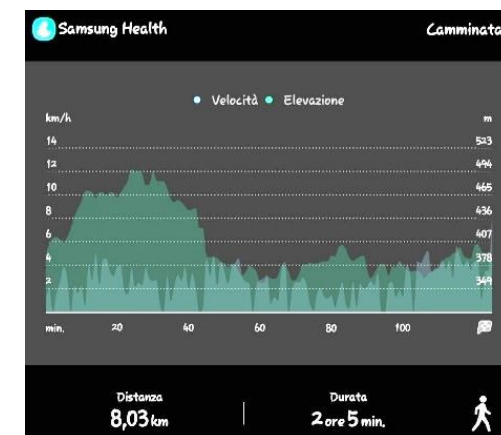 Samsung Health
Camminata
Velocità Elevazione
km/h m
14 523
12 494
10 465
8 436
6 407
4 378
2 349
min. 20 40 60 80 100
Distanza Durata
8,03 km 2 ore 5 min.